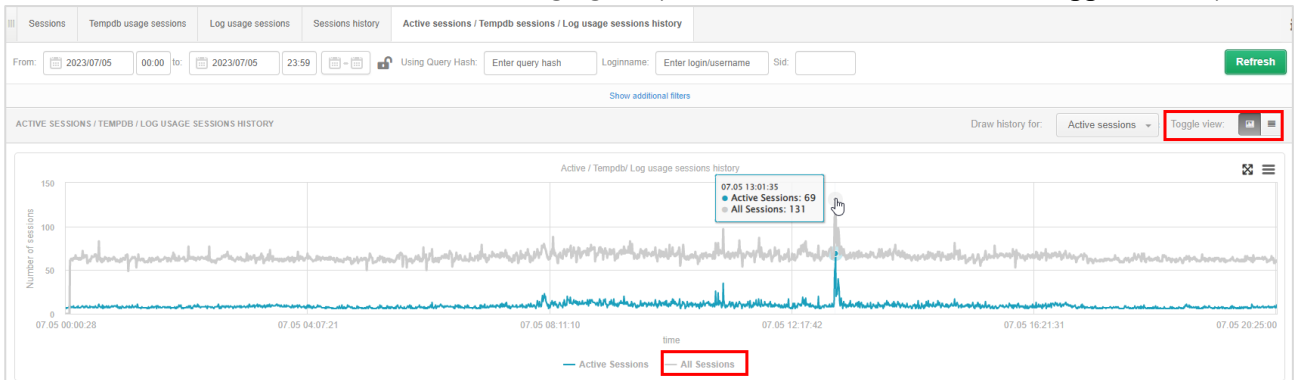 Sessions Tempdb usage sessions Log usage sessions Sessions history Active sessions / Tempdb sessions / Log usage sessions history
From: 2023/07/05 00:00 to: 2023/07/05 23:59 Using Query Hash: Enter query hash Loginname: Enter login/username Sid: Refresh
Show additional filters
ACTIVE SESSIONS / TEMPDB / LOG USAGE SESSIONS HISTORY Draw history for: Active sessions Toggle view:
Active / Tempdb/ Log usage sessions history
07.05 13:01:35
Active Sessions: 69
All Sessions: 131
Number of sessions
150
100
50
0
07.05 00:00:28 07.05 04:07:21 07.05 08:11:10 07.05 12:17:42 07.05 16:21:31 07.05 20:25:00
time
Active Sessions All Sessions